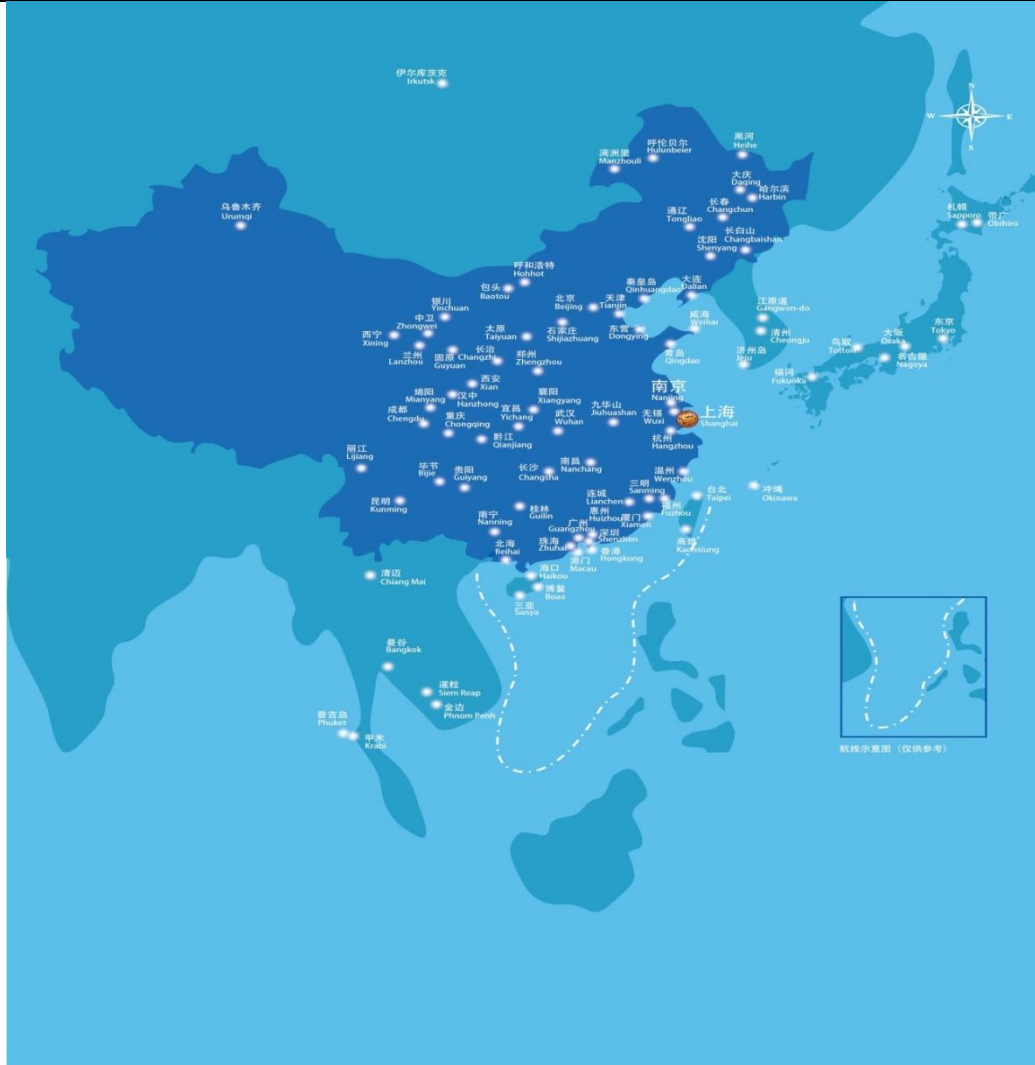 伊尔库茨克
Irkutsk
N
W
E
S
黑河
Heihe
呼伦贝尔
Hulunbeier
满洲里
Manzhouli
大庆
Daqing
哈尔滨
Harbin
长春
Changchun
通辽
Tongliao
长白山
Changbaishan
沈阳
Shenyang
乌鲁木齐
Urumqi
札幌
Sapporo
带广
Obihiro
呼和浩特
Hohhot
包头
Baotou
秦皇岛
Qinhuangdao
大连
Dalian
北京
Beijing
天津
Tianjin
银川
Yinchuan
中卫
Zhongwei
西宁
Xining
兰州
Lanzhou
固原
Guyuan
太原
Taiyuan
长治
Changzhi
石家庄
Shijiazhuang
郑州
Zhengzhou
东营
Dongying
威海
Weihai
青岛
Qingdao
江原道
Gangwon-do
清州
Cheongju
济州岛
Jeju
鸟取
Tottori
大阪
Osaka
名古屋
Nagoya
东京
Tokyo
福冈
Fukuoka
西安
Xian
汉中
Hanzhong
绵阳
Mianyang
成都
Chengdu
重庆
Chongqing
襄阳
Xiangyang
宜昌
Yichang
武汉
Wuhan
九华山
Jiuhuashan
南京
Nanjing
无锡
Wuxi
上海
Shanghai
杭州
Hangzhou
黔江
Qianjiang
丽江
Lijiang
毕节
Bijie
贵阳
Guiyang
长沙
Changsha
南昌
Nanchang
温州
Wenzhou
昆明
Kunming
南宁
Nanning
桂林
Guilin
连城
Liancheng
三明
Sanming
福州
Fuzhou
台北
Taipei
冲绳
Okinawa
惠州
Huizhou
厦门
Xiamen
广州
Guangzhou
深圳
Shenzhen
高雄
Kaohsiung
北海
Beihai
珠海
Zhuhai
澳门
Macau
香港
Hongkong
海口
Haikou
博鳌
Boao
三亚
Sanya
清迈
Chiang Mai
曼谷
Bangkok
暹粒
Siem Reap
金边
Phnom Penh
普吉岛
Phuket
甲米
Krabi
航线示意图（仅供参考）